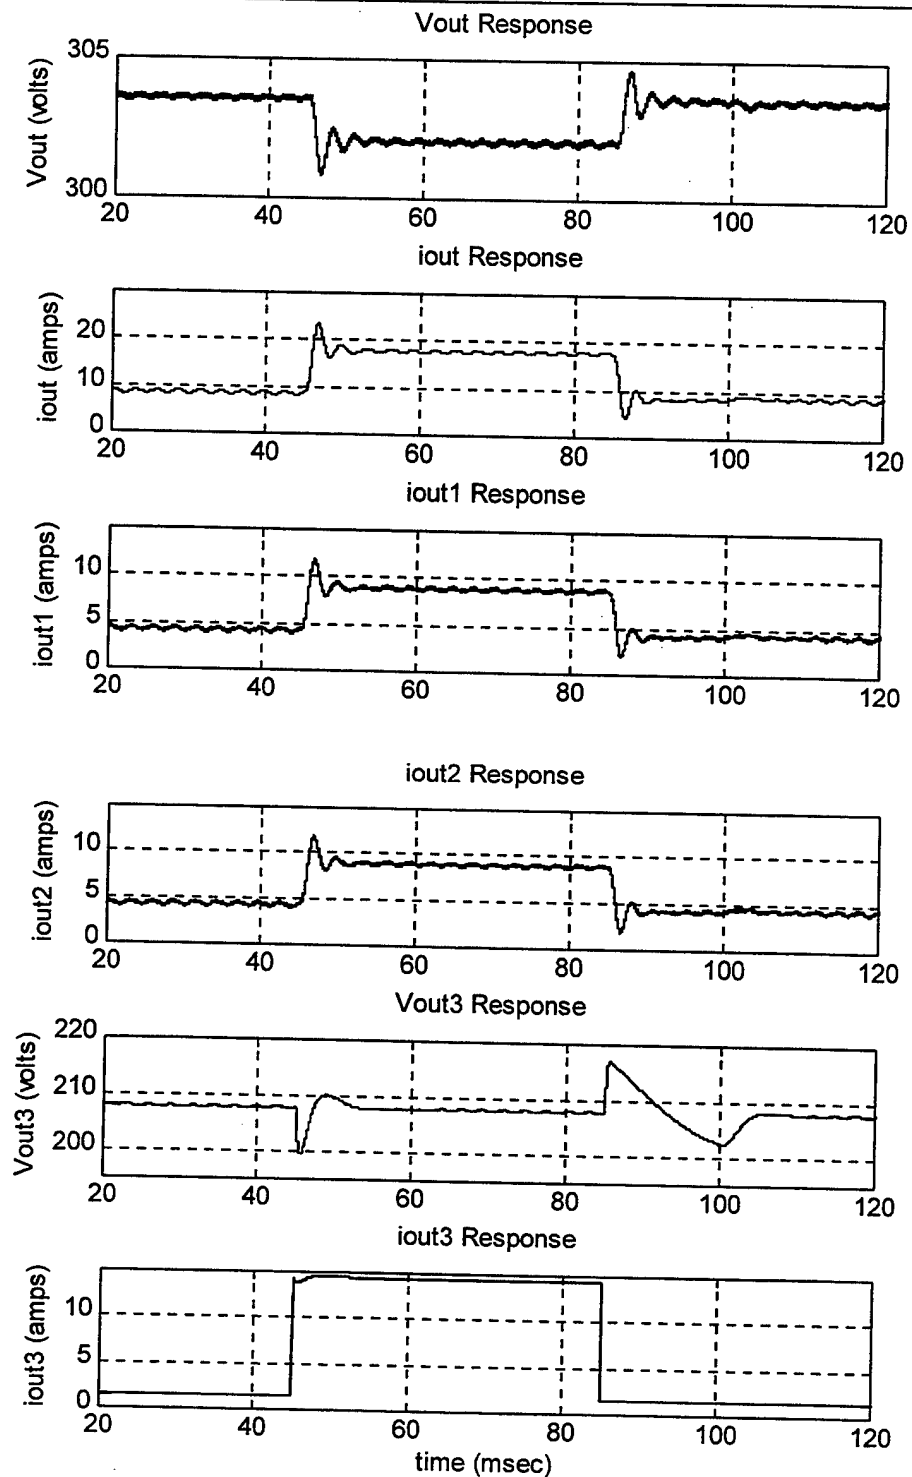 Vout Response
Vout (volts)
305
300
20 40 60 80 100 120
iout Response
iout (amps)
20
10
0
20 40 60 80 100 120
iout1 Response
iout1 (amps)
10
5
0
20 40 60 80 100 120
iout2 Response
iout2 (amps)
10
5
0
20 40 60 80 100 120
Vout3 Response
Vout3 (volts)
220
210
200
20 40 60 80 100 120
iout3 Response
iout3 (amps)
10
5
0
20 40 60 80 100 120
time (msec)